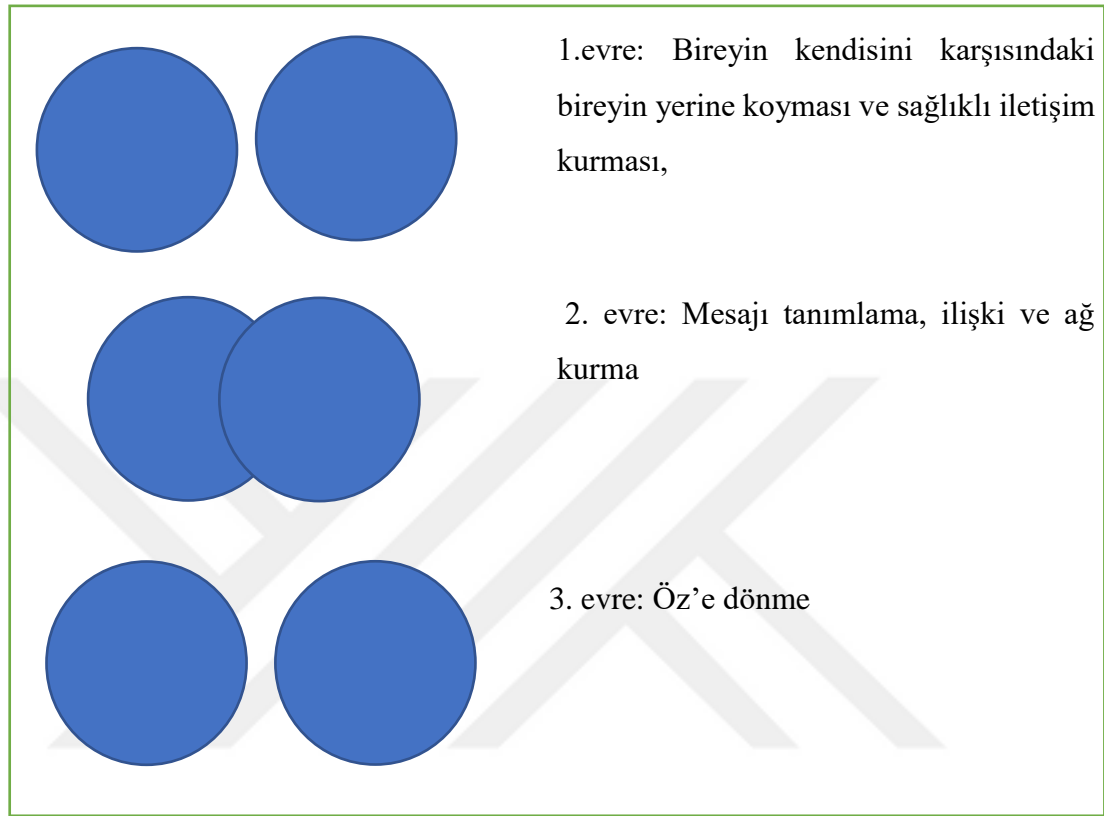 1.evre: Bireyin kendisini karşısındaki
bireyin yerine koyması ve sağlıklı iletişim
kurması,
2. evre: Mesajı tanımlama, ilişki ve ağ
kurma
3. evre: Öz’e dönme